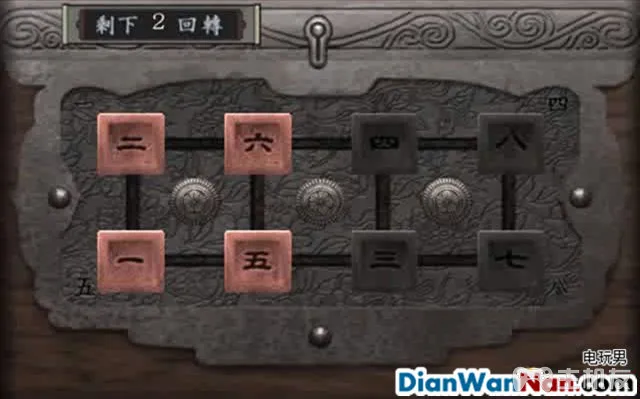 剩下 2 回轉
一 四
二 六 四 八
一 五 三 七
五 八
电玩男
DianWanNan.com